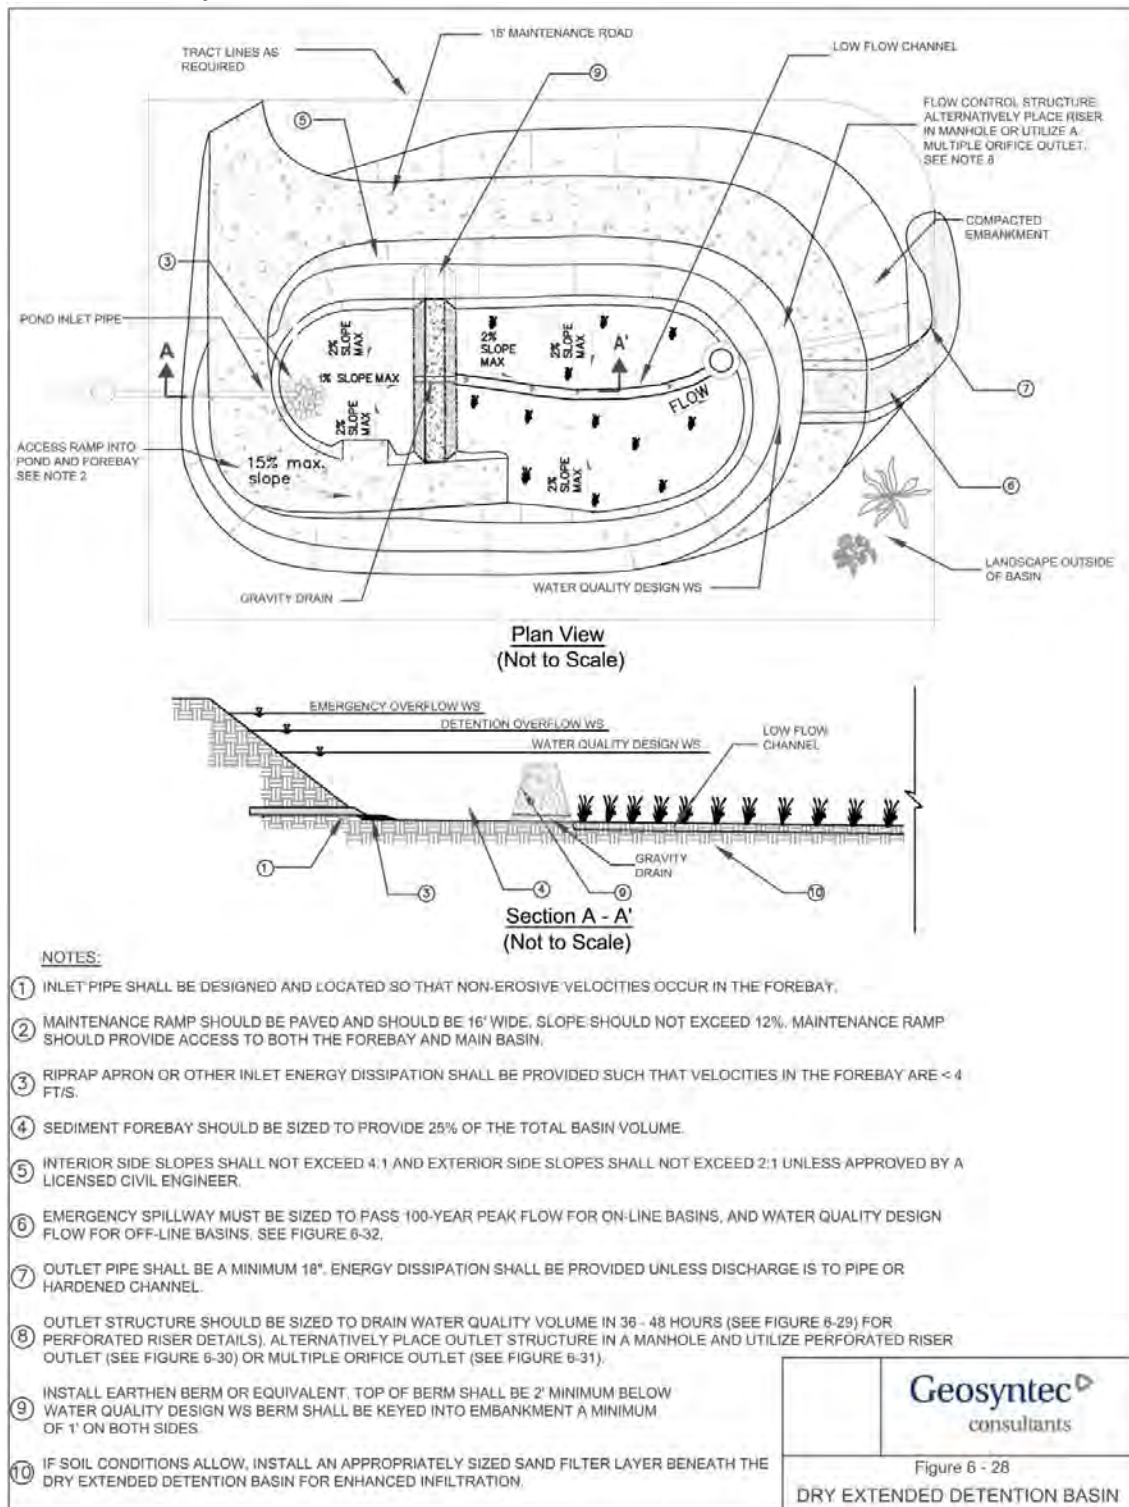 TRACT LINES AS
REQUIRED
16' MAINTENANCE ROAD
LOW FLOW CHANNEL
9
5
FLOW CONTROL STRUCTURE
ALTERNATIVELY PLACE RISER
IN MANHOLE OR UTILIZE A
MULTIPLE ORIFICE OUTLET.
SEE NOTE 8
COMPACTED
EMBANKMENT
3
POND INLET PIPE
A
2%
SLOPE
MAX
1% SLOPE MAX
2%
SLOPE
MAX
2%
SLOPE
MAX
2%
SLOPE
MAX
A'
FLOW
7
ACCESS RAMP INTO
POND AND FOREBAY
SEE NOTE 2
15% max.
slope
2%
SLOPE
MAX
6
GRAVITY DRAIN
WATER QUALITY DESIGN WS
LANDSCAPE OUTSIDE
OF BASIN
Plan View
(Not to Scale)
EMERGENCY OVERFLOW WS
DETENTION OVERFLOW WS
WATER QUALITY DESIGN WS
LOW FLOW
CHANNEL
GRAVITY
DRAIN
1
3
4
9
10
Section A - A'
(Not to Scale)
NOTES:
1 INLET PIPE SHALL BE DESIGNED AND LOCATED SO THAT NON-EROSIVE VELOCITIES OCCUR IN THE FOREBAY.
2 MAINTENANCE RAMP SHOULD BE PAVED AND SHOULD BE 16' WIDE. SLOPE SHOULD NOT EXCEED 12%. MAINTENANCE RAMP
SHOULD PROVIDE ACCESS TO BOTH THE FOREBAY AND MAIN BASIN.
3 RIPRAP APRON OR OTHER INLET ENERGY DISSIPATION SHALL BE PROVIDED SUCH THAT VELOCITIES IN THE FOREBAY ARE < 4
FT/S.
4 SEDIMENT FOREBAY SHOULD BE SIZED TO PROVIDE 25% OF THE TOTAL BASIN VOLUME.
5 INTERIOR SIDE SLOPES SHALL NOT EXCEED 4:1 AND EXTERIOR SIDE SLOPES SHALL NOT EXCEED 2:1 UNLESS APPROVED BY A
LICENSED CIVIL ENGINEER.
6 EMERGENCY SPILLWAY MUST BE SIZED TO PASS 100-YEAR PEAK FLOW FOR ON-LINE BASINS, AND WATER QUALITY DESIGN
FLOW FOR OFF-LINE BASINS. SEE FIGURE 6-32.
7 OUTLET PIPE SHALL BE A MINIMUM 18". ENERGY DISSIPATION SHALL BE PROVIDED UNLESS DISCHARGE IS TO PIPE OR
HARDENED CHANNEL.
8 OUTLET STRUCTURE SHOULD BE SIZED TO DRAIN WATER QUALITY VOLUME IN 36 - 48 HOURS (SEE FIGURE 6-29) FOR
PERFORATED RISER DETAILS). ALTERNATIVELY PLACE OUTLET STRUCTURE IN A MANHOLE AND UTILIZE PERFORATED RISER
OUTLET (SEE FIGURE 6-30) OR MULTIPLE ORIFICE OUTLET (SEE FIGURE 6-31).
9 INSTALL EARTHEN BERM OR EQUIVALENT. TOP OF BERM SHALL BE 2' MINIMUM BELOW
WATER QUALITY DESIGN WS BERM SHALL BE KEYED INTO EMBANKMENT A MINIMUM
OF 1' ON BOTH SIDES.
10 IF SOIL CONDITIONS ALLOW, INSTALL AN APPROPRIATELY SIZED SAND FILTER LAYER BENEATH THE
DRY EXTENDED DETENTION BASIN FOR ENHANCED INFILTRATION.
Geosyntec
consultants
Figure 6 - 28
DRY EXTENDED DETENTION BASIN